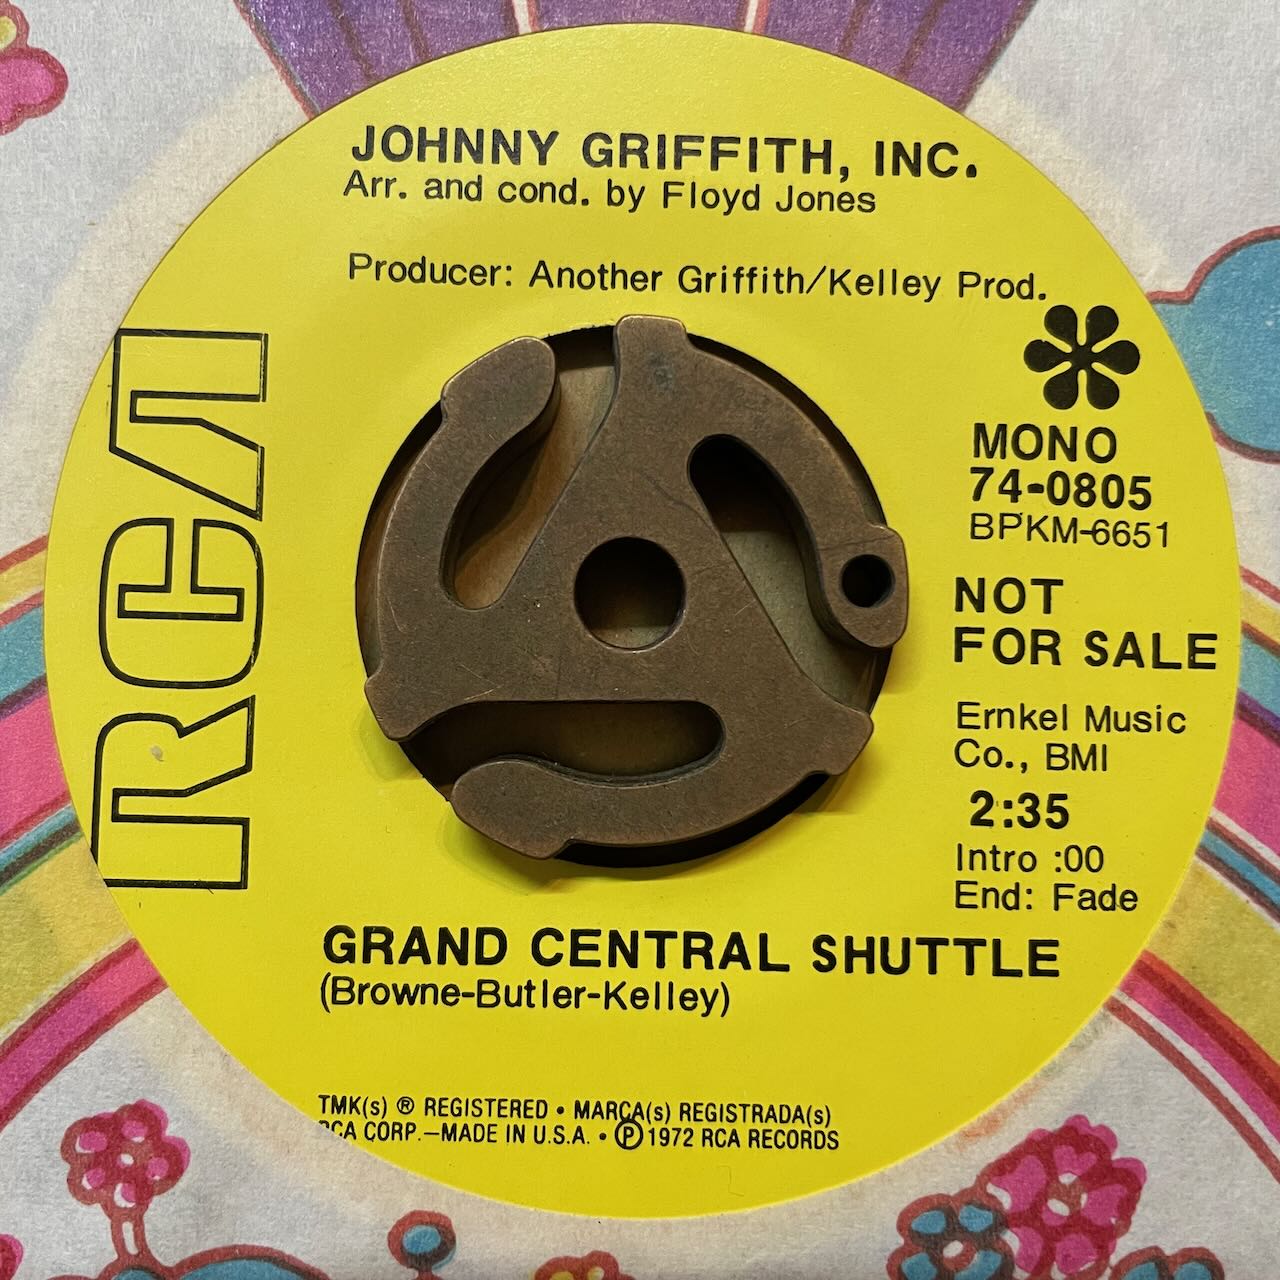 JOHNNY GRIFFITH, INC.
Arr. and cond. by Floyd Jones
Producer: Another Griffith/Kelley Prod.
RCA
MONO
74-0805
BPKM-6651
NOT
FOR SALE
Ernkel Music
Co., BMI
2:35
Intro :00
End: Fade
GRAND CENTRAL SHUTTLE
(Browne-Butler-Kelley)
TMK(s) ® REGISTERED • MARCA(s) REGISTRADA(s)
RCA CORP.—MADE IN U.S.A. • ℗ 1972 RCA RECORDS